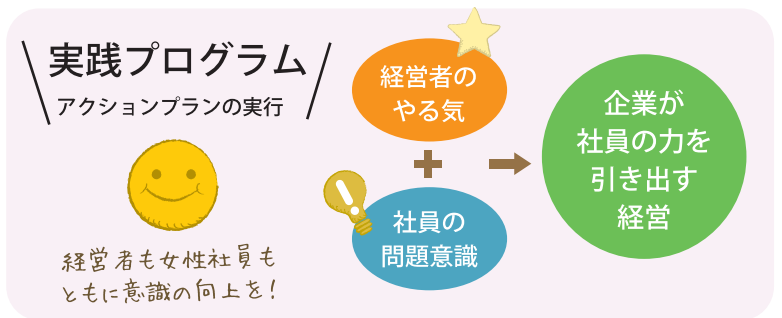 実践プログラム
アクションプランの実行
経営者も女性社員も
ともに意識の向上を!
経営者の
やる気
社員の
問題意識
企業が
社員の力を
引き出す
経営